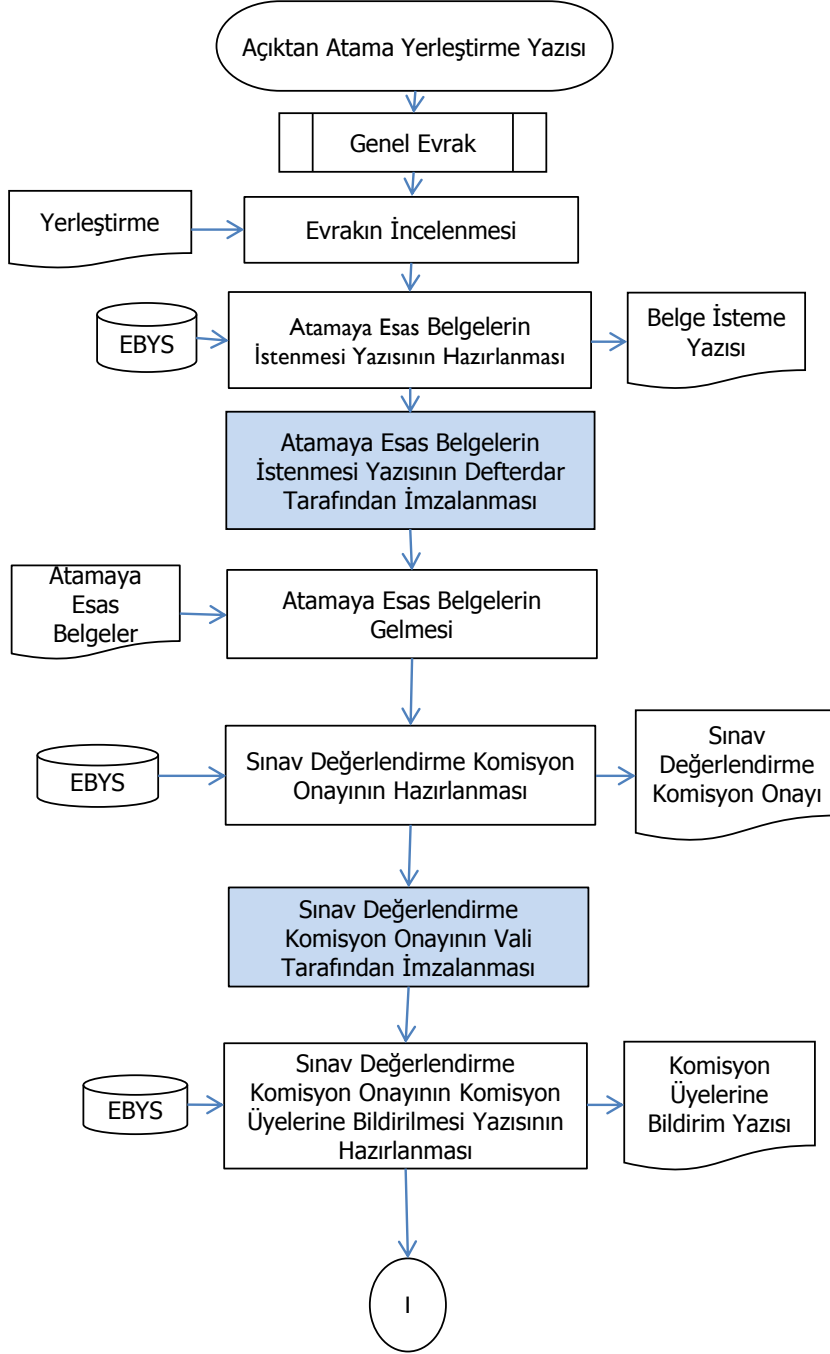 Açıktan Atama Yerleştirme Yazısı
Genel Evrak
Yerleştirme
Evrakın İncelenmesi
EBYS
Atamaya Esas Belgelerin
İstenmesi Yazısının Hazırlanması
Belge İsteme
Yazısı
Atamaya Esas Belgelerin
İstenmesi Yazısının Defterdar
Tarafından İmzalanması
Atamaya
Esas
Belgeler
Atamaya Esas Belgelerin
Gelmesi
EBYS
Sınav Değerlendirme Komisyon
Onayının Hazırlanması
Sınav
Değerlendirme
Komisyon Onayı
Sınav Değerlendirme
Komisyon Onayının Vali
Tarafından İmzalanması
EBYS
Sınav Değerlendirme
Komisyon Onayının Komisyon
Üyelerine Bildirilmesi Yazısının
Hazırlanması
Komisyon
Üyelerine
Bildirim Yazısı
I